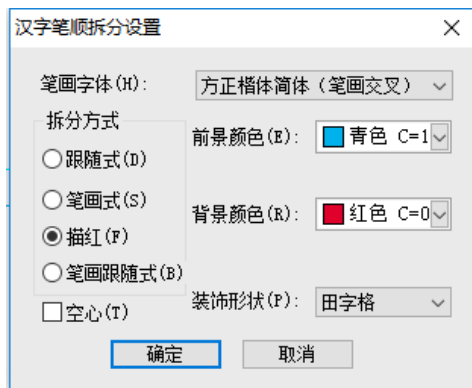 汉字笔顺拆分设置
笔画字体(H): 方正楷体简体（笔画交叉）
拆分方式
前景颜色(E): 青色 C=1
跟随式(D)
笔画式(S)
背景颜色(R): 红色 C=0
描红(F)
笔画跟随式(B)
装饰形状(P): 田字格
空心(T)
确定 取消